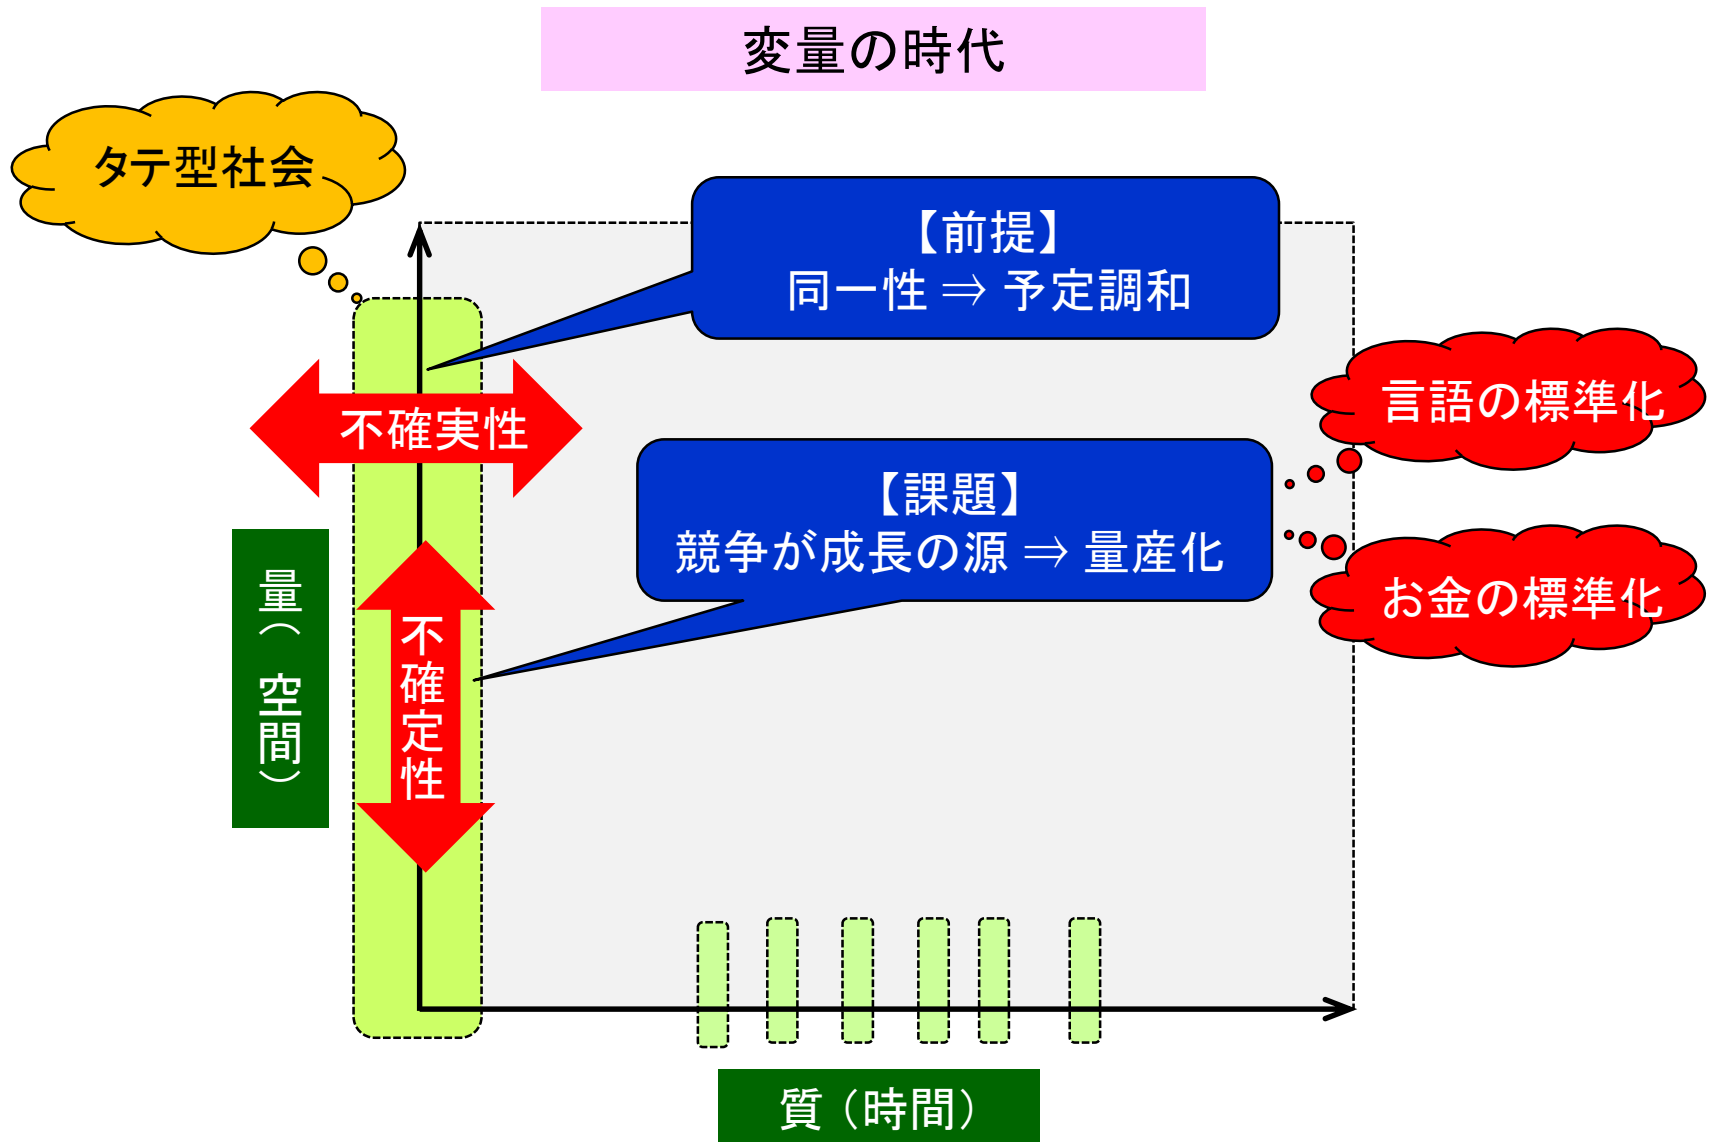 変量の時代
タテ型社会
【前提】
同一性 ⇒ 予定調和
不確実性
言語の標準化
【課題】
競争が成長の源 ⇒ 量産化
お金の標準化
量（空間）
不確定性
質（時間）